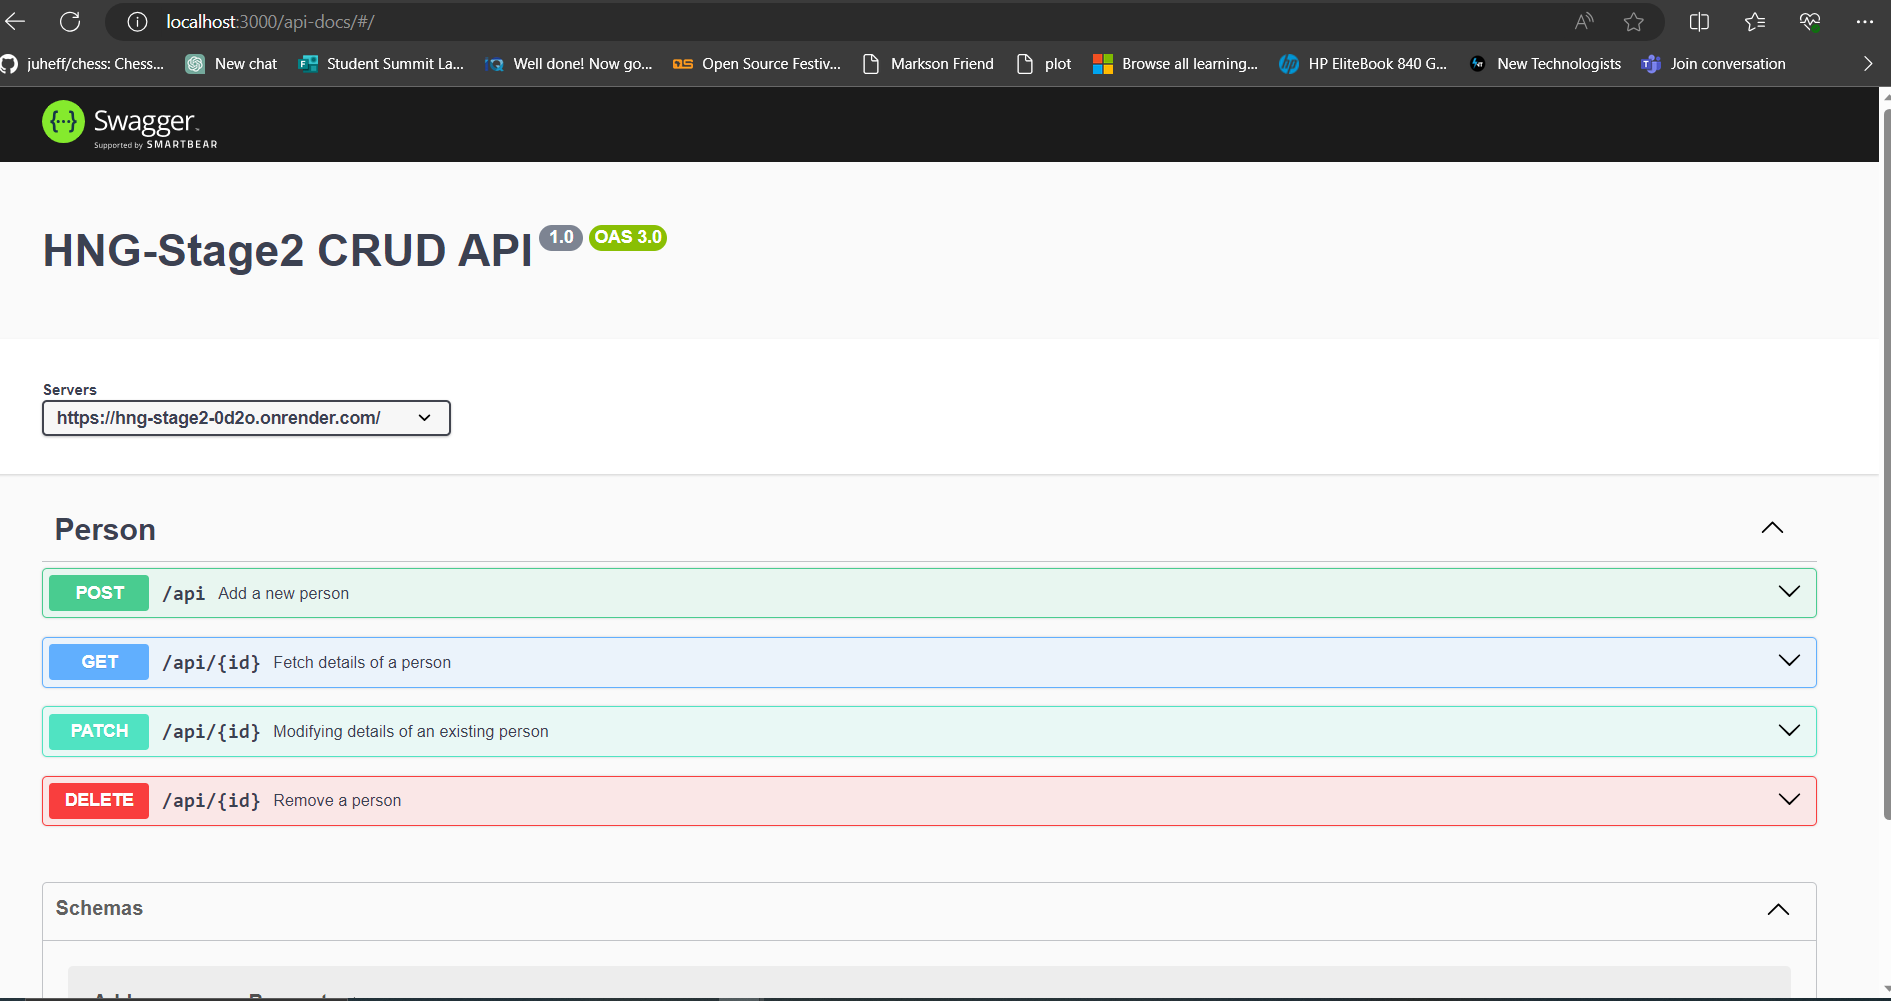 localhost:3000/api-docs/#/
juheff/chess: Chess... New chat Student Summit La... Well done! Now go... Open Source Festiv... Markson Friend plot Browse all learning... HP EliteBook 840 G... New Technologists Join conversation
Swagger
Supported by SMARTBEAR
HNG-Stage2 CRUD API 1.0 OAS 3.0
Servers
https://hng-stage2-0d2o.onrender.com/
Person
POST /api Add a new person
GET /api/{id} Fetch details of a person
PATCH /api/{id} Modifying details of an existing person
DELETE /api/{id} Remove a person
Schemas